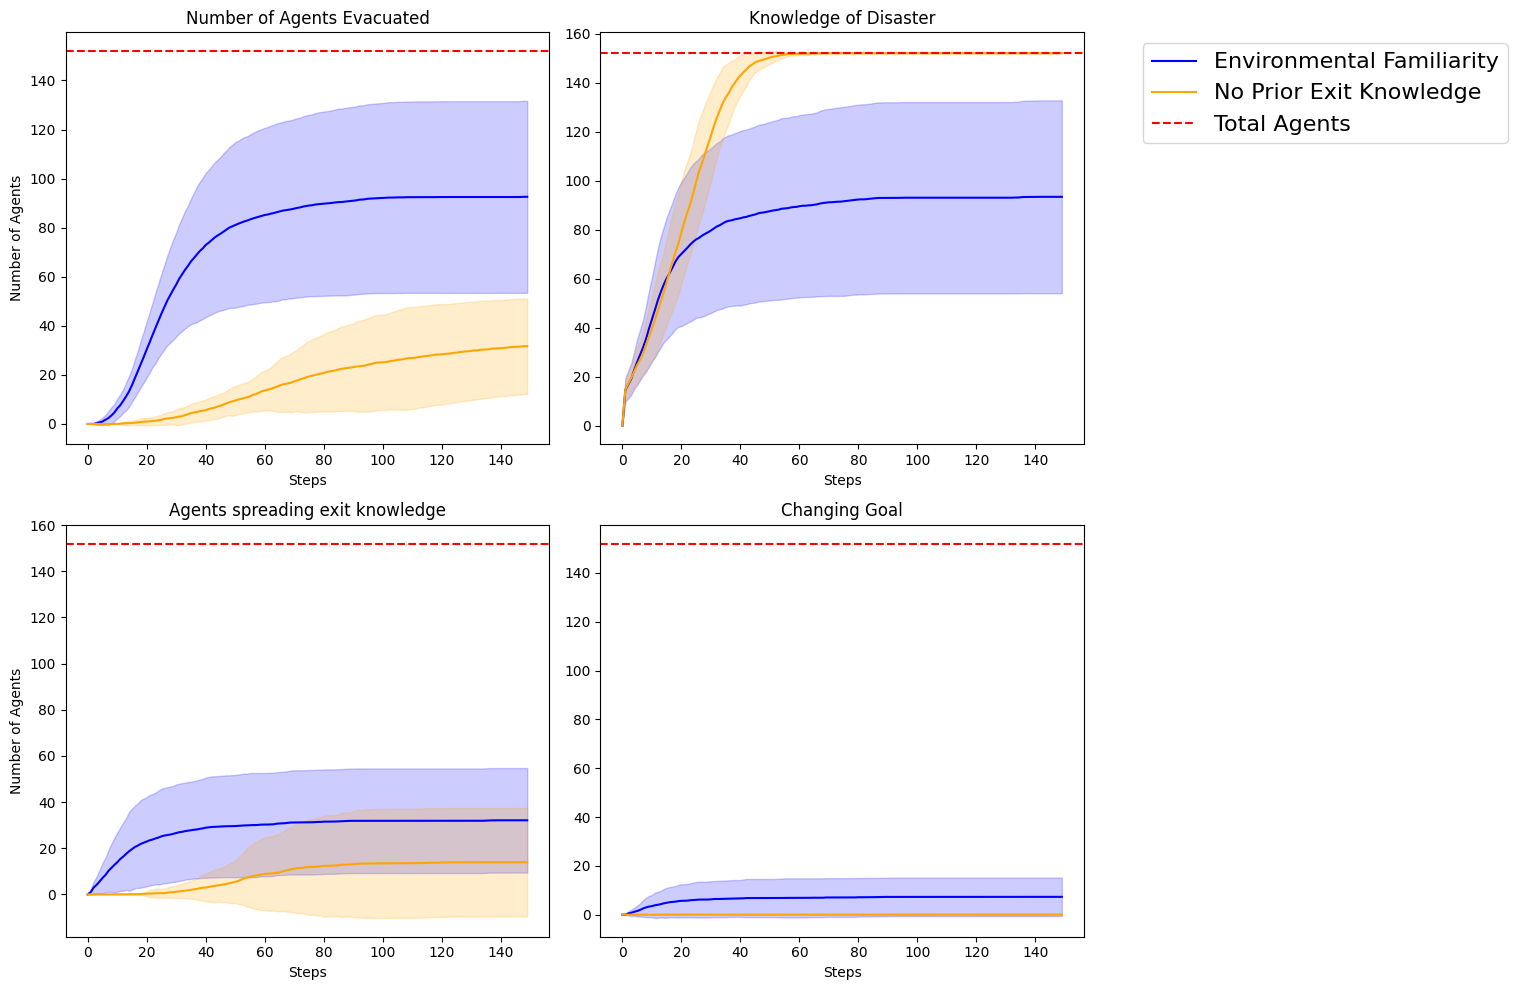 Number of Agents Evacuated
Number of Agents
0
20
40
60
80
100
120
140
0 20 40 60 80 100 120 140
Steps
Knowledge of Disaster
0
20
40
60
80
100
120
140
160
0 20 40 60 80 100 120 140
Steps
Environmental Familiarity
No Prior Exit Knowledge
Total Agents
Agents spreading exit knowledge
Number of Agents
0
20
40
60
80
100
120
140
160
0 20 40 60 80 100 120 140
Steps
Changing Goal
0
20
40
60
80
100
120
140
0 20 40 60 80 100 120 140
Steps